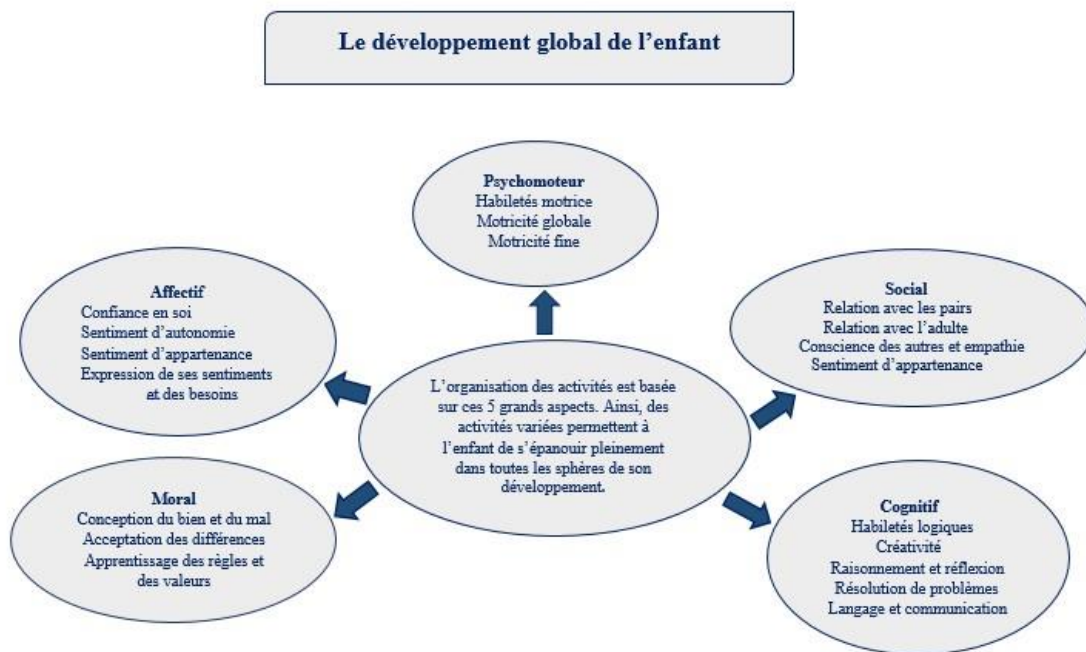 Le développement global de l’enfant
Psychomoteur
Habiletés motrice
Motricité globale
Motricité fine
Affectif
Confiance en soi
Sentiment d’autonomie
Sentiment d’appartenance
Expression de ses sentiments
et des besoins
Social
Relation avec les pairs
Relation avec l’adulte
Conscience des autres et empathie
Sentiment d’appartenance
L’organisation des activités est basée
sur ces 5 grands aspects. Ainsi, des
activités variées permettent à
l’enfant de s’épanouir pleinement
dans toutes les sphères de son
développement.
Moral
Conception du bien et du mal
Acceptation des différences
Apprentissage des règles et
des valeurs
Cognitif
Habiletés logiques
Créativité
Raisonnement et réflexion
Résolution de problèmes
Langage et communication